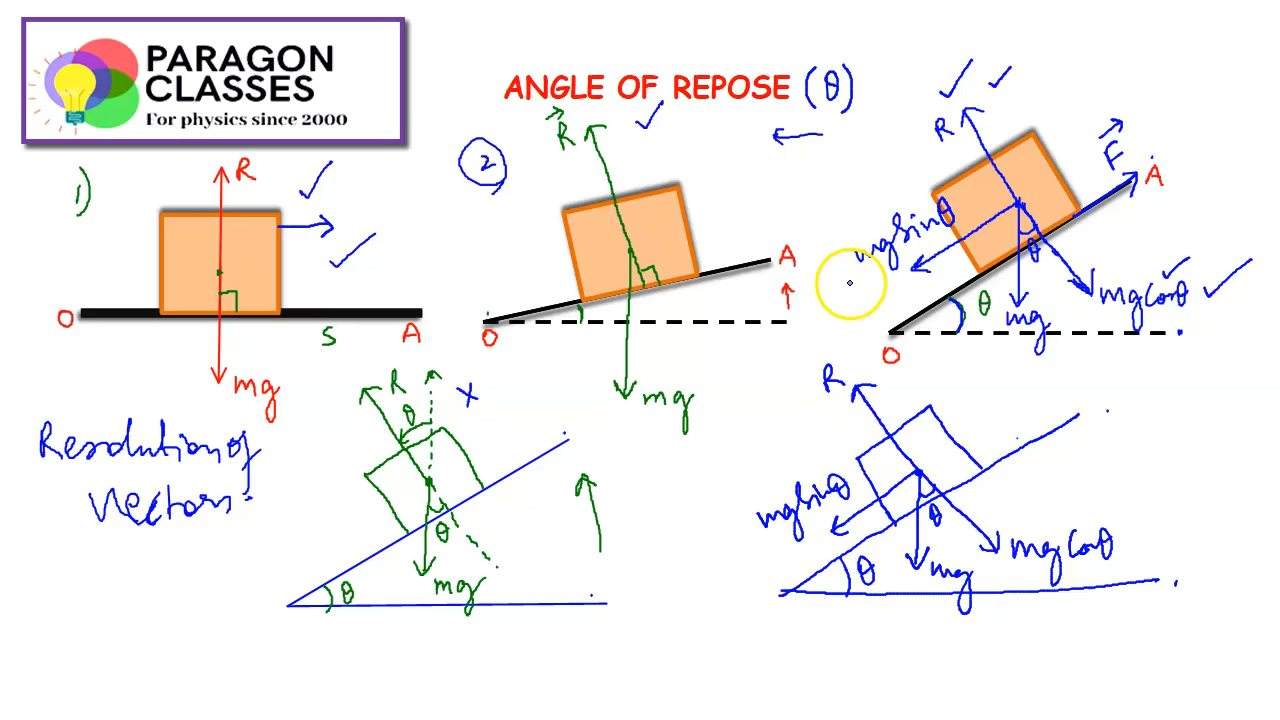 PARAGON
CLASSES
For physics since 2000
ANGLE OF REPOSE (θ)
1)
R
O
S
A
mg
2
R
A
O
mg
R
F
A
mg sinθ
θ
mg cosθ
θ
mg
O
Resolution of
Vectors
R
θ
X
θ
mg
θ
R
mg sinθ
θ
mg cosθ
mg
θ